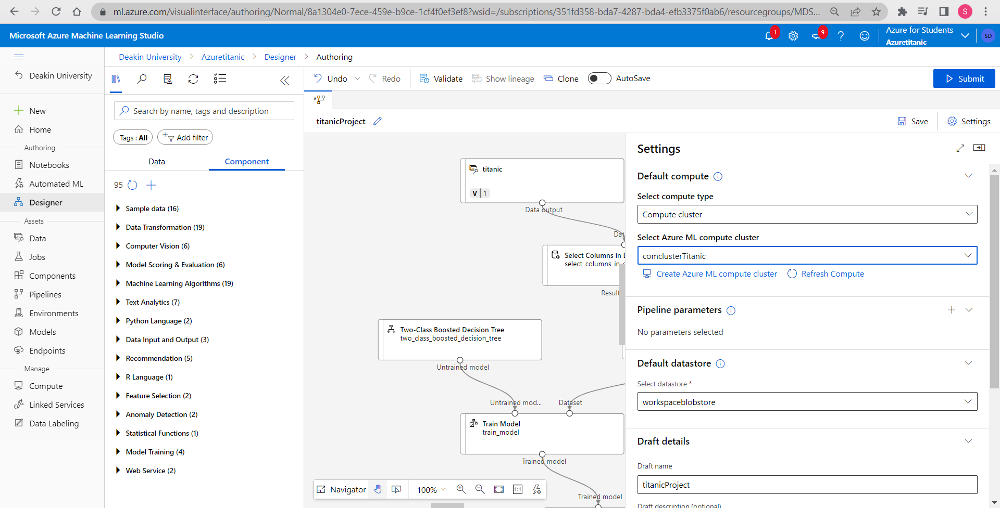 ml.azure.com/visualinterface/authoring/Normal/8a1304e0-7ece-459e-b9ce-1cf4f0ef3ef8?wsid=/subscriptions/351fd358-bda7-4287-bda4-efb3375f0ab6/resourcegroups/MDS...
S
Microsoft Azure Machine Learning Studio
1
9
Azure for Students
Azuretitanic
SD
Deakin University > Azuretitanic > Designer > Authoring
Deakin University
New
Home
Authoring
Notebooks
Automated ML
Designer
Assets
Data
Jobs
Components
Pipelines
Environments
Models
Endpoints
Manage
Compute
Linked Services
Data Labeling
Search by name, tags and description
Tags : All
Add filter
Data
Component
95
Sample data (16)
Data Transformation (19)
Computer Vision (6)
Model Scoring & Evaluation (6)
Machine Learning Algorithms (19)
Text Analytics (7)
Python Language (2)
Data Input and Output (3)
Recommendation (5)
R Language (1)
Feature Selection (2)
Anomaly Detection (2)
Statistical Functions (1)
Model Training (4)
Web Service (2)
Undo
Redo
Validate
Show lineage
Clone
AutoSave
Submit
*
titanicProject
Save
Settings
titanic
V | 1
Data output
Dat
Select Columns in D
select_columns_in_
Result
Two-Class Boosted Decision Tree
two_class_boosted_decision_tree
Untrained model
Untrained mod...
Dataset
Train Model
train_model
Trained model
Trained model
Navigator
100%
1:1
Settings
Default compute
Select compute type
Compute cluster
Select Azure ML compute cluster
comclusterTitanic
Create Azure ML compute cluster
Refresh Compute
Pipeline parameters
No parameters selected
Default datastore
Select datastore *
workspaceblobstore
Draft details
Draft name
titanicProject
Draft description (optional)